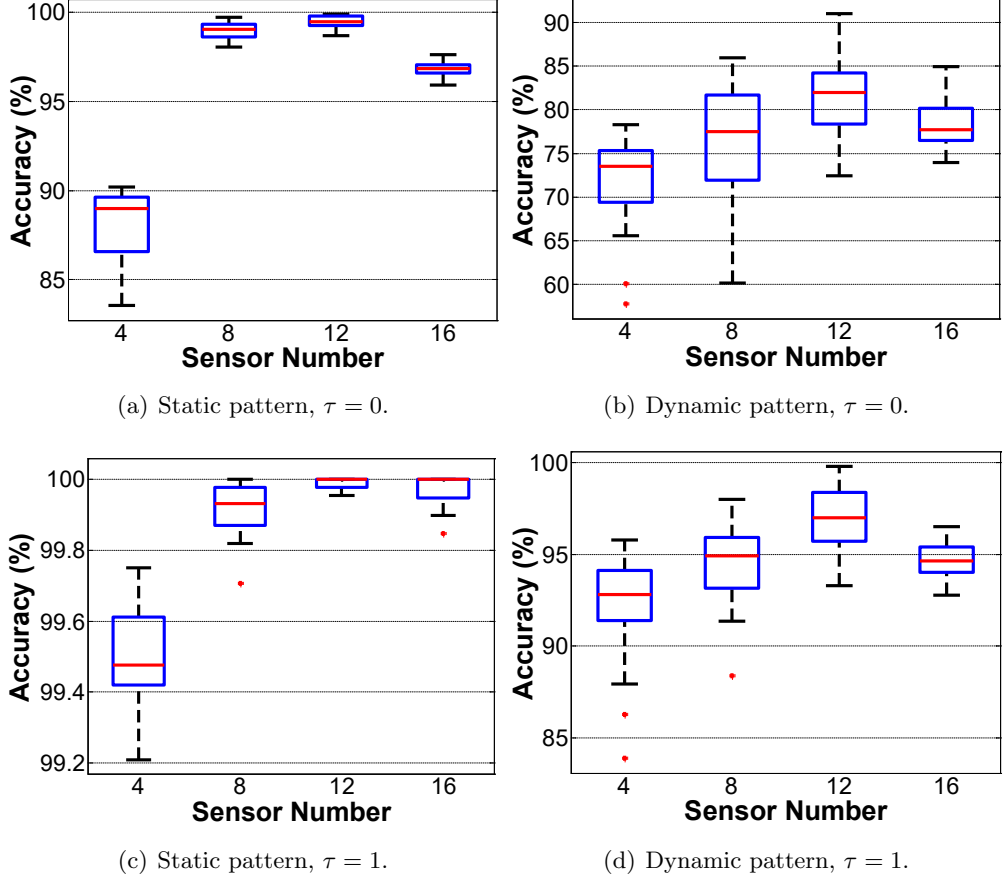 100
95
90
85
Accuracy (%)
4 8 12 16
Sensor Number
(a) Static pattern, τ = 0.
90
85
80
75
70
65
60
Accuracy (%)
4 8 12 16
Sensor Number
(b) Dynamic pattern, τ = 0.
100
99.8
99.6
99.4
99.2
Accuracy (%)
4 8 12 16
Sensor Number
(c) Static pattern, τ = 1.
100
95
90
85
Accuracy (%)
4 8 12 16
Sensor Number
(d) Dynamic pattern, τ = 1.